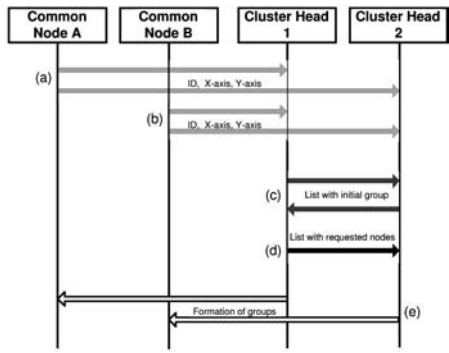 Common
Node A
Common
Node B
Cluster Head
1
Cluster Head
2
(a)
ID, X-axis, Y-axis
(b)
ID, X-axis, Y-axis
(c)
List with initial group
(d)
List with requested nodes
Formation of groups
(e)